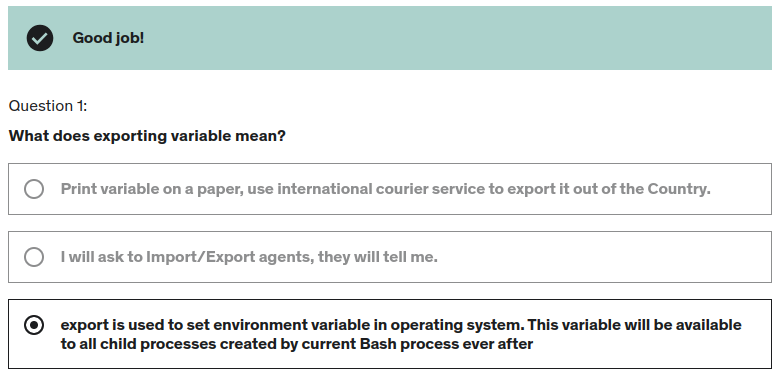 Good job!
Question 1:
What does exporting variable mean?
Print variable on a paper, use international courier service to export it out of the Country.
I will ask to Import/Export agents, they will tell me.
export is used to set environment variable in operating system. This variable will be available
to all child processes created by current Bash process ever after